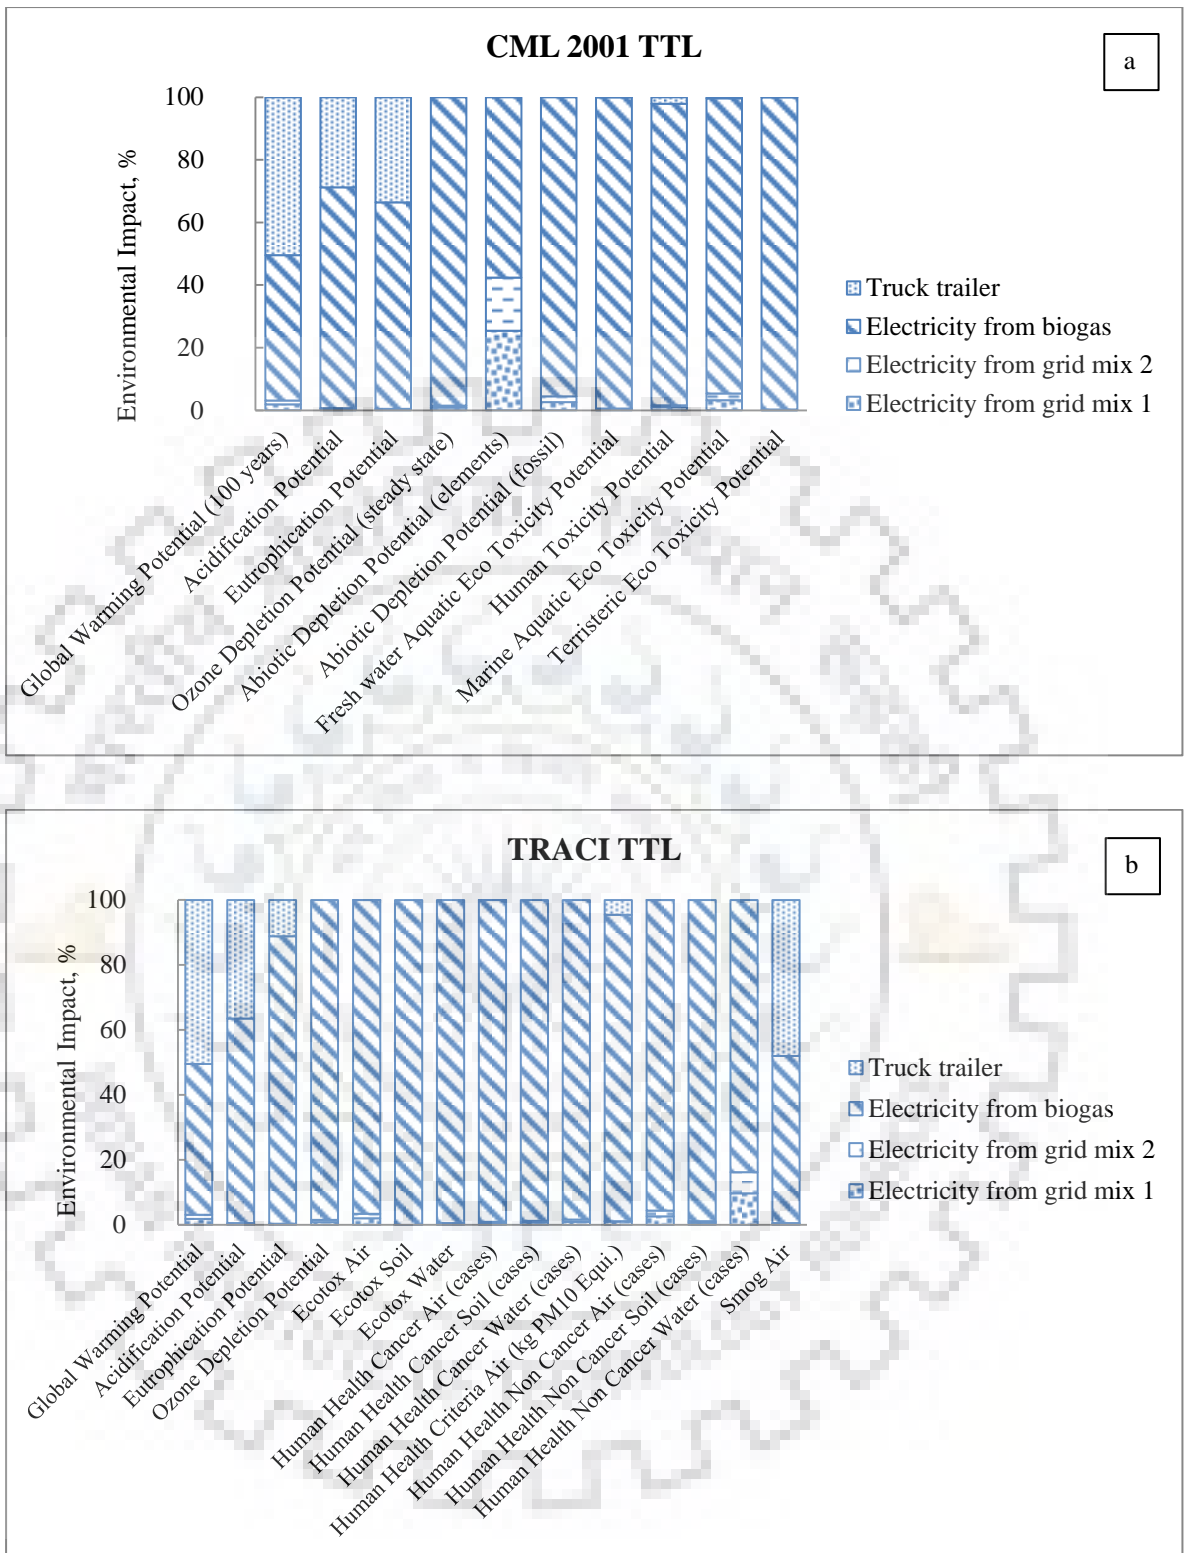 CML 2001 TTL
a
Environmental Impact, %
100
80
60
40
20
0
Global Warming Potential (100 years)
Acidification Potential
Eutrophication Potential
Ozone Depletion Potential (steady state)
Abiotic Depletion Potential (elements)
Abiotic Depletion Potential (fossil)
Fresh water Aquatic Eco Toxicity Potential
Human Toxicity Potential
Marine Aquatic Eco Toxicity Potential
Terristeric Eco Toxicity Potential
Truck trailer
Electricity from biogas
Electricity from grid mix 2
Electricity from grid mix 1
TRACI TTL
b
Environmental Impact, %
100
80
60
40
20
0
Global Warming Potential
Acidification Potential
Eutrophication Potential
Ozone Depletion Potential
Ecotox Air
Ecotox Soil
Ecotox Water
Human Health Cancer Air (cases)
Human Health Cancer Soil (cases)
Human Health Cancer Water (cases)
Human Health Criteria Air (kg PM10 Equi.)
Human Health Non Cancer Air (cases)
Human Health Non Cancer Soil (cases)
Human Health Non Cancer Water (cases)
Smog Air
Truck trailer
Electricity from biogas
Electricity from grid mix 2
Electricity from grid mix 1